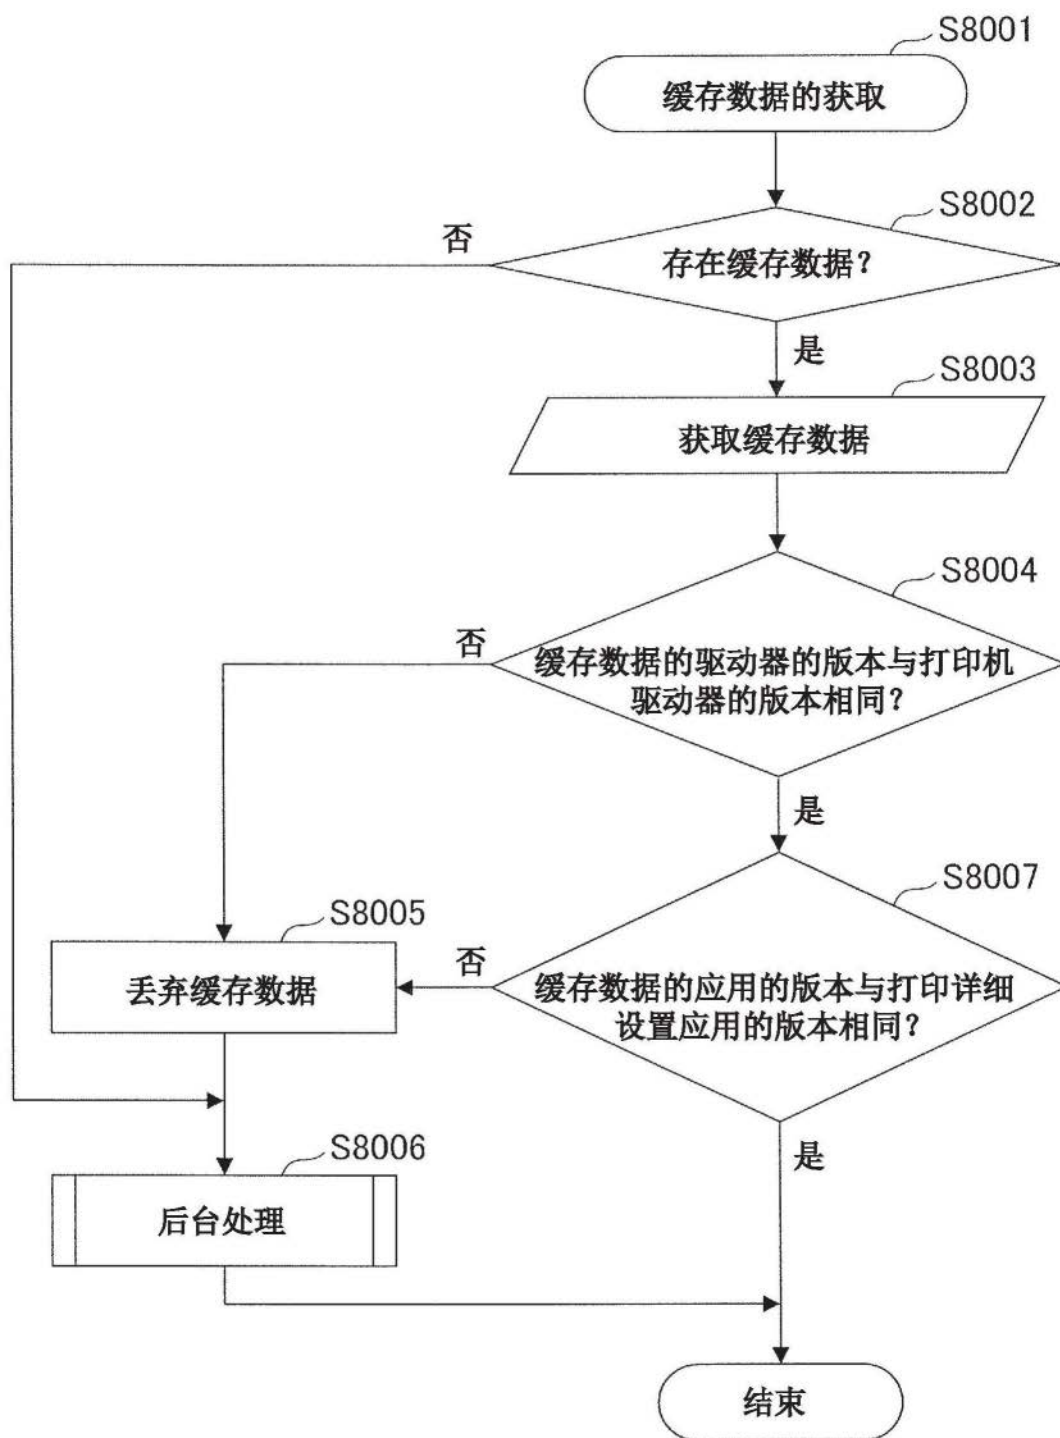 S8001
缓存数据的获取
S8002
否
存在缓存数据？
是
S8003
获取缓存数据
S8004
否
缓存数据的驱动器的版本与打印机
驱动器的版本相同？
是
S8007
S8005
否
丢弃缓存数据
缓存数据的应用的版本与打印详细
设置应用的版本相同？
S8006
是
后台处理
结束